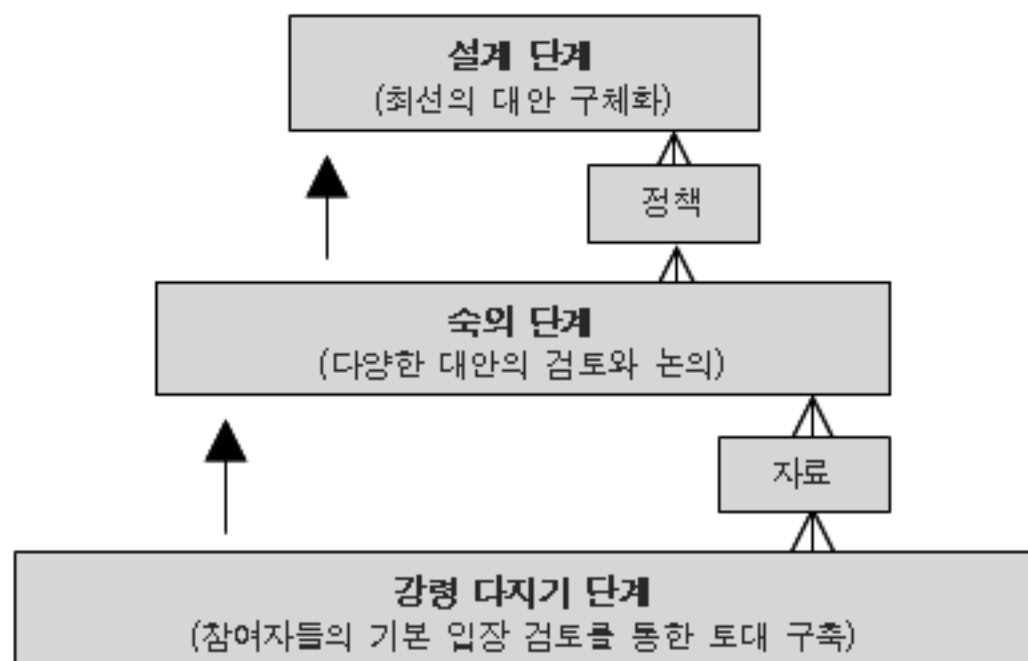 설계 단계
(최선의 대안 구체화)
정책
숙의 단계
(다양한 대안의 검토와 논의)
자료
강령 다지기 단계
(참여자들의 기본 입장 검토를 통한 토대 구축)